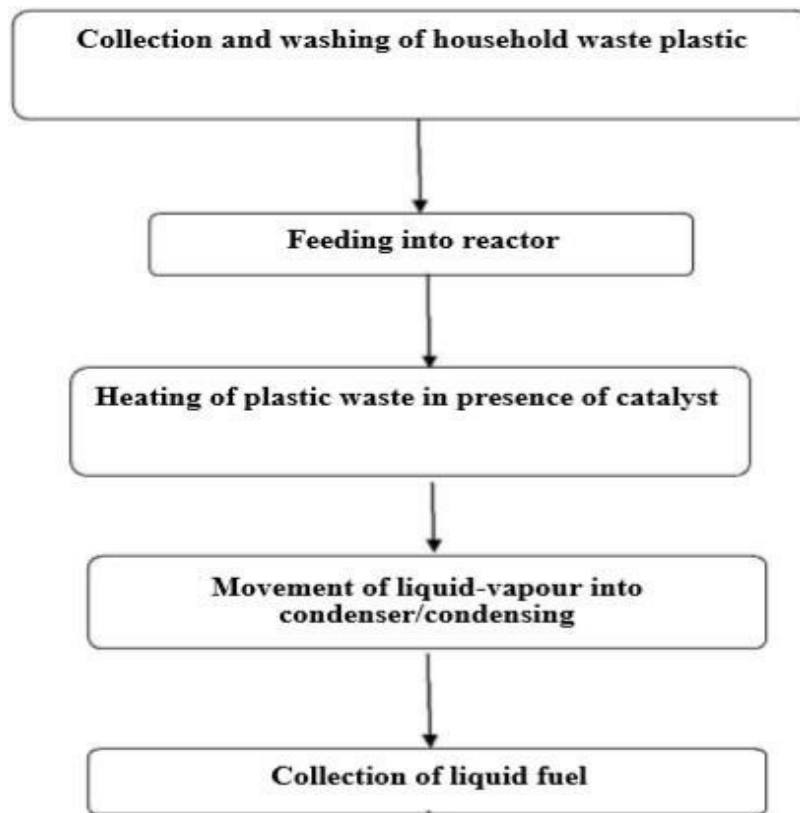 Collection and washing of household waste plastic
Feeding into reactor
Heating of plastic waste in presence of catalyst
Movement of liquid-vapour into
condenser/condensing
Collection of liquid fuel